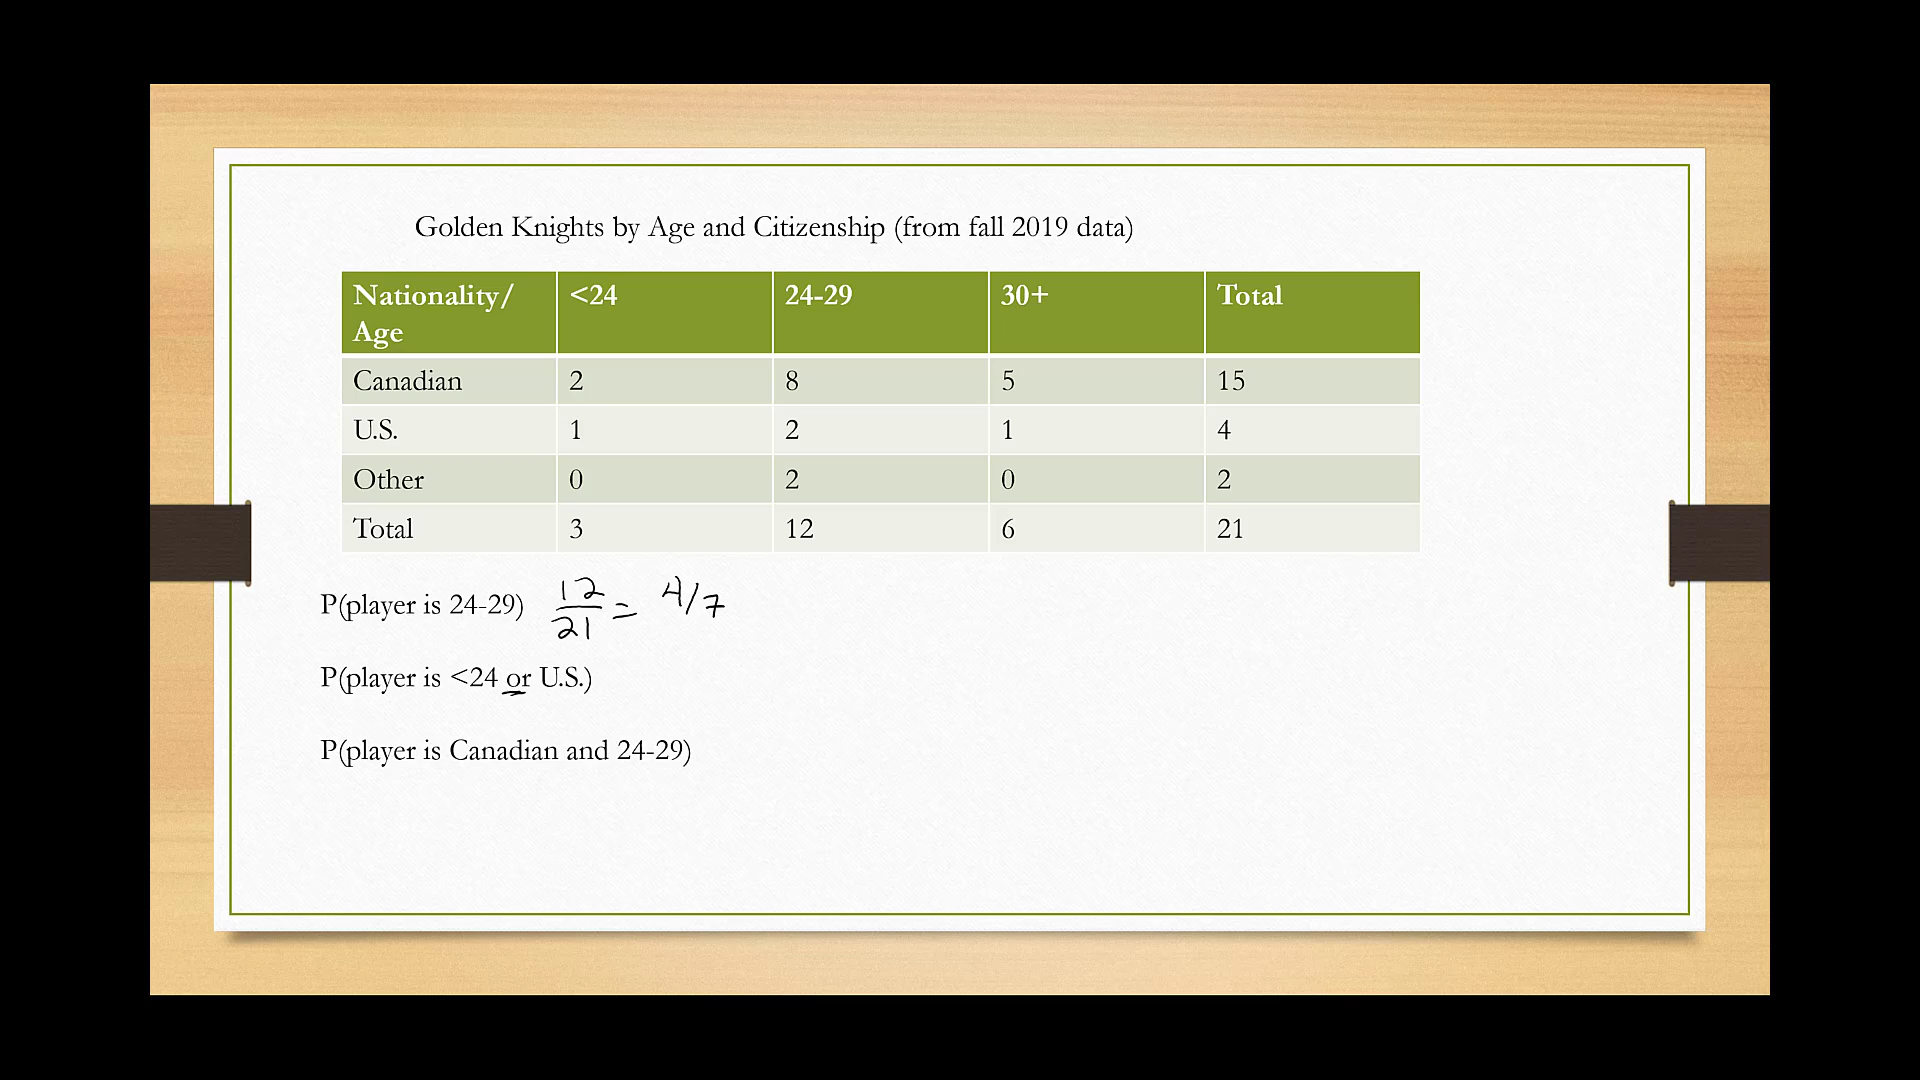 Golden Knights by Age and Citizenship (from fall 2019 data)
Nationality/ Age <24 24-29 30+ Total
Canadian 2 8 5 15
U.S. 1 2 1 4
Other 0 2 0 2
Total 3 12 6 21
P(player is 24-29) 12/21 = 4/7
P(player is <24 or U.S.)
P(player is Canadian and 24-29)